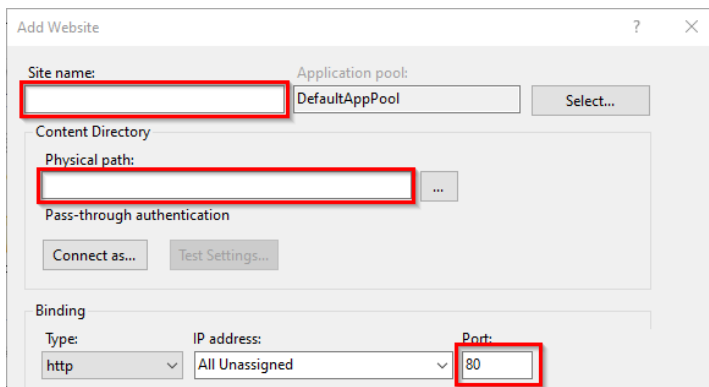 Add Website ? ×
Site name: Application pool:
DefaultAppPool Select...
Content Directory
Physical path:
...
Pass-through authentication
Connect as... Test Settings...
Binding
Type: IP address: Port:
http All Unassigned 80